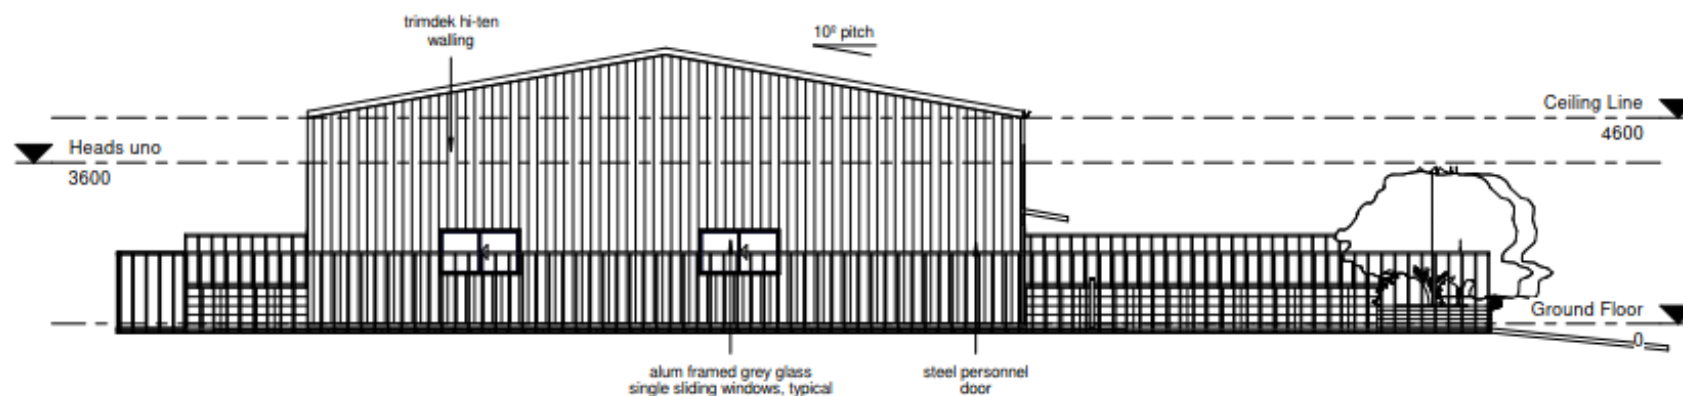 trimdek hi-ten
walling
10º pitch
Ceiling Line
4600
Heads uno
3600
Ground Floor
0
alum framed grey glass
single sliding windows, typical
steel personnel
door